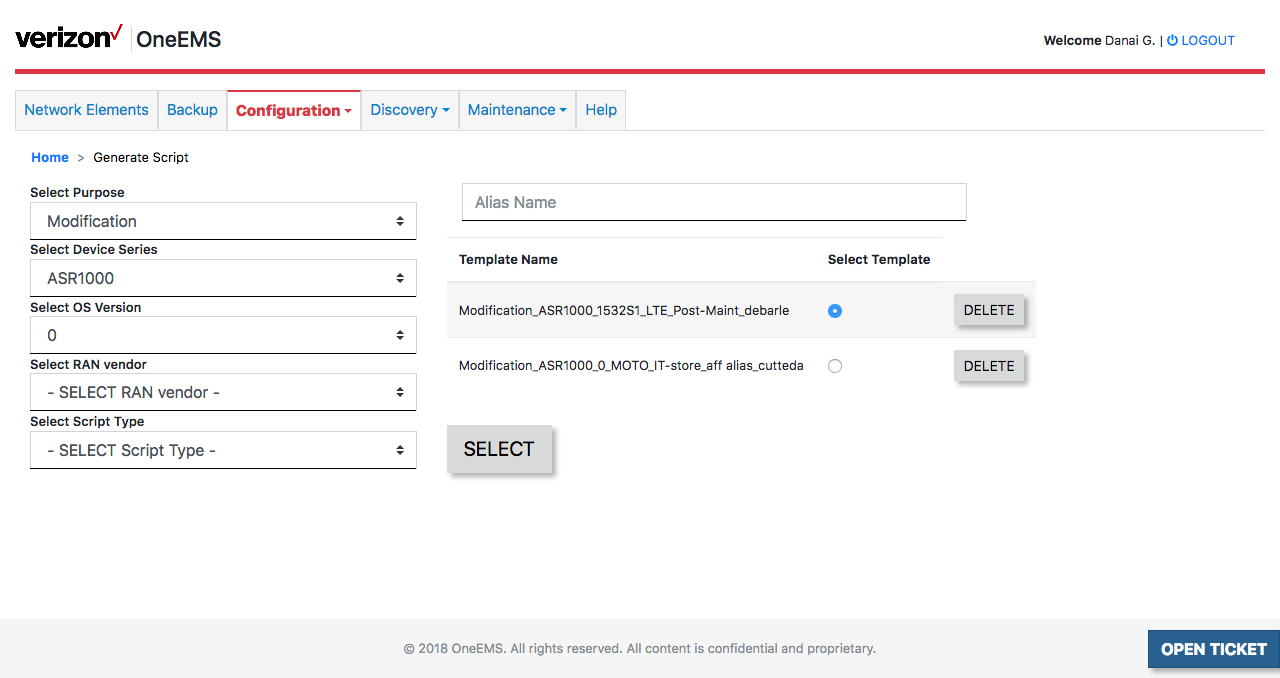 verizon OneEMS
Welcome Danai G. | LOGOUT
Network Elements Backup Configuration Discovery Maintenance Help
Home > Generate Script
Select Purpose
Modification
Select Device Series
ASR1000
Select OS Version
0
Select RAN vendor
- SELECT RAN vendor -
Select Script Type
- SELECT Script Type -
Alias Name
Template Name Select Template
Modification_ASR1000_1532S1_LTE_Post-Maint_debarle DELETE
Modification_ASR1000_0_MOTO_IT-store_aff alias_cutteda DELETE
SELECT
© 2018 OneEMS. All rights reserved. All content is confidential and proprietary.
OPEN TICKET